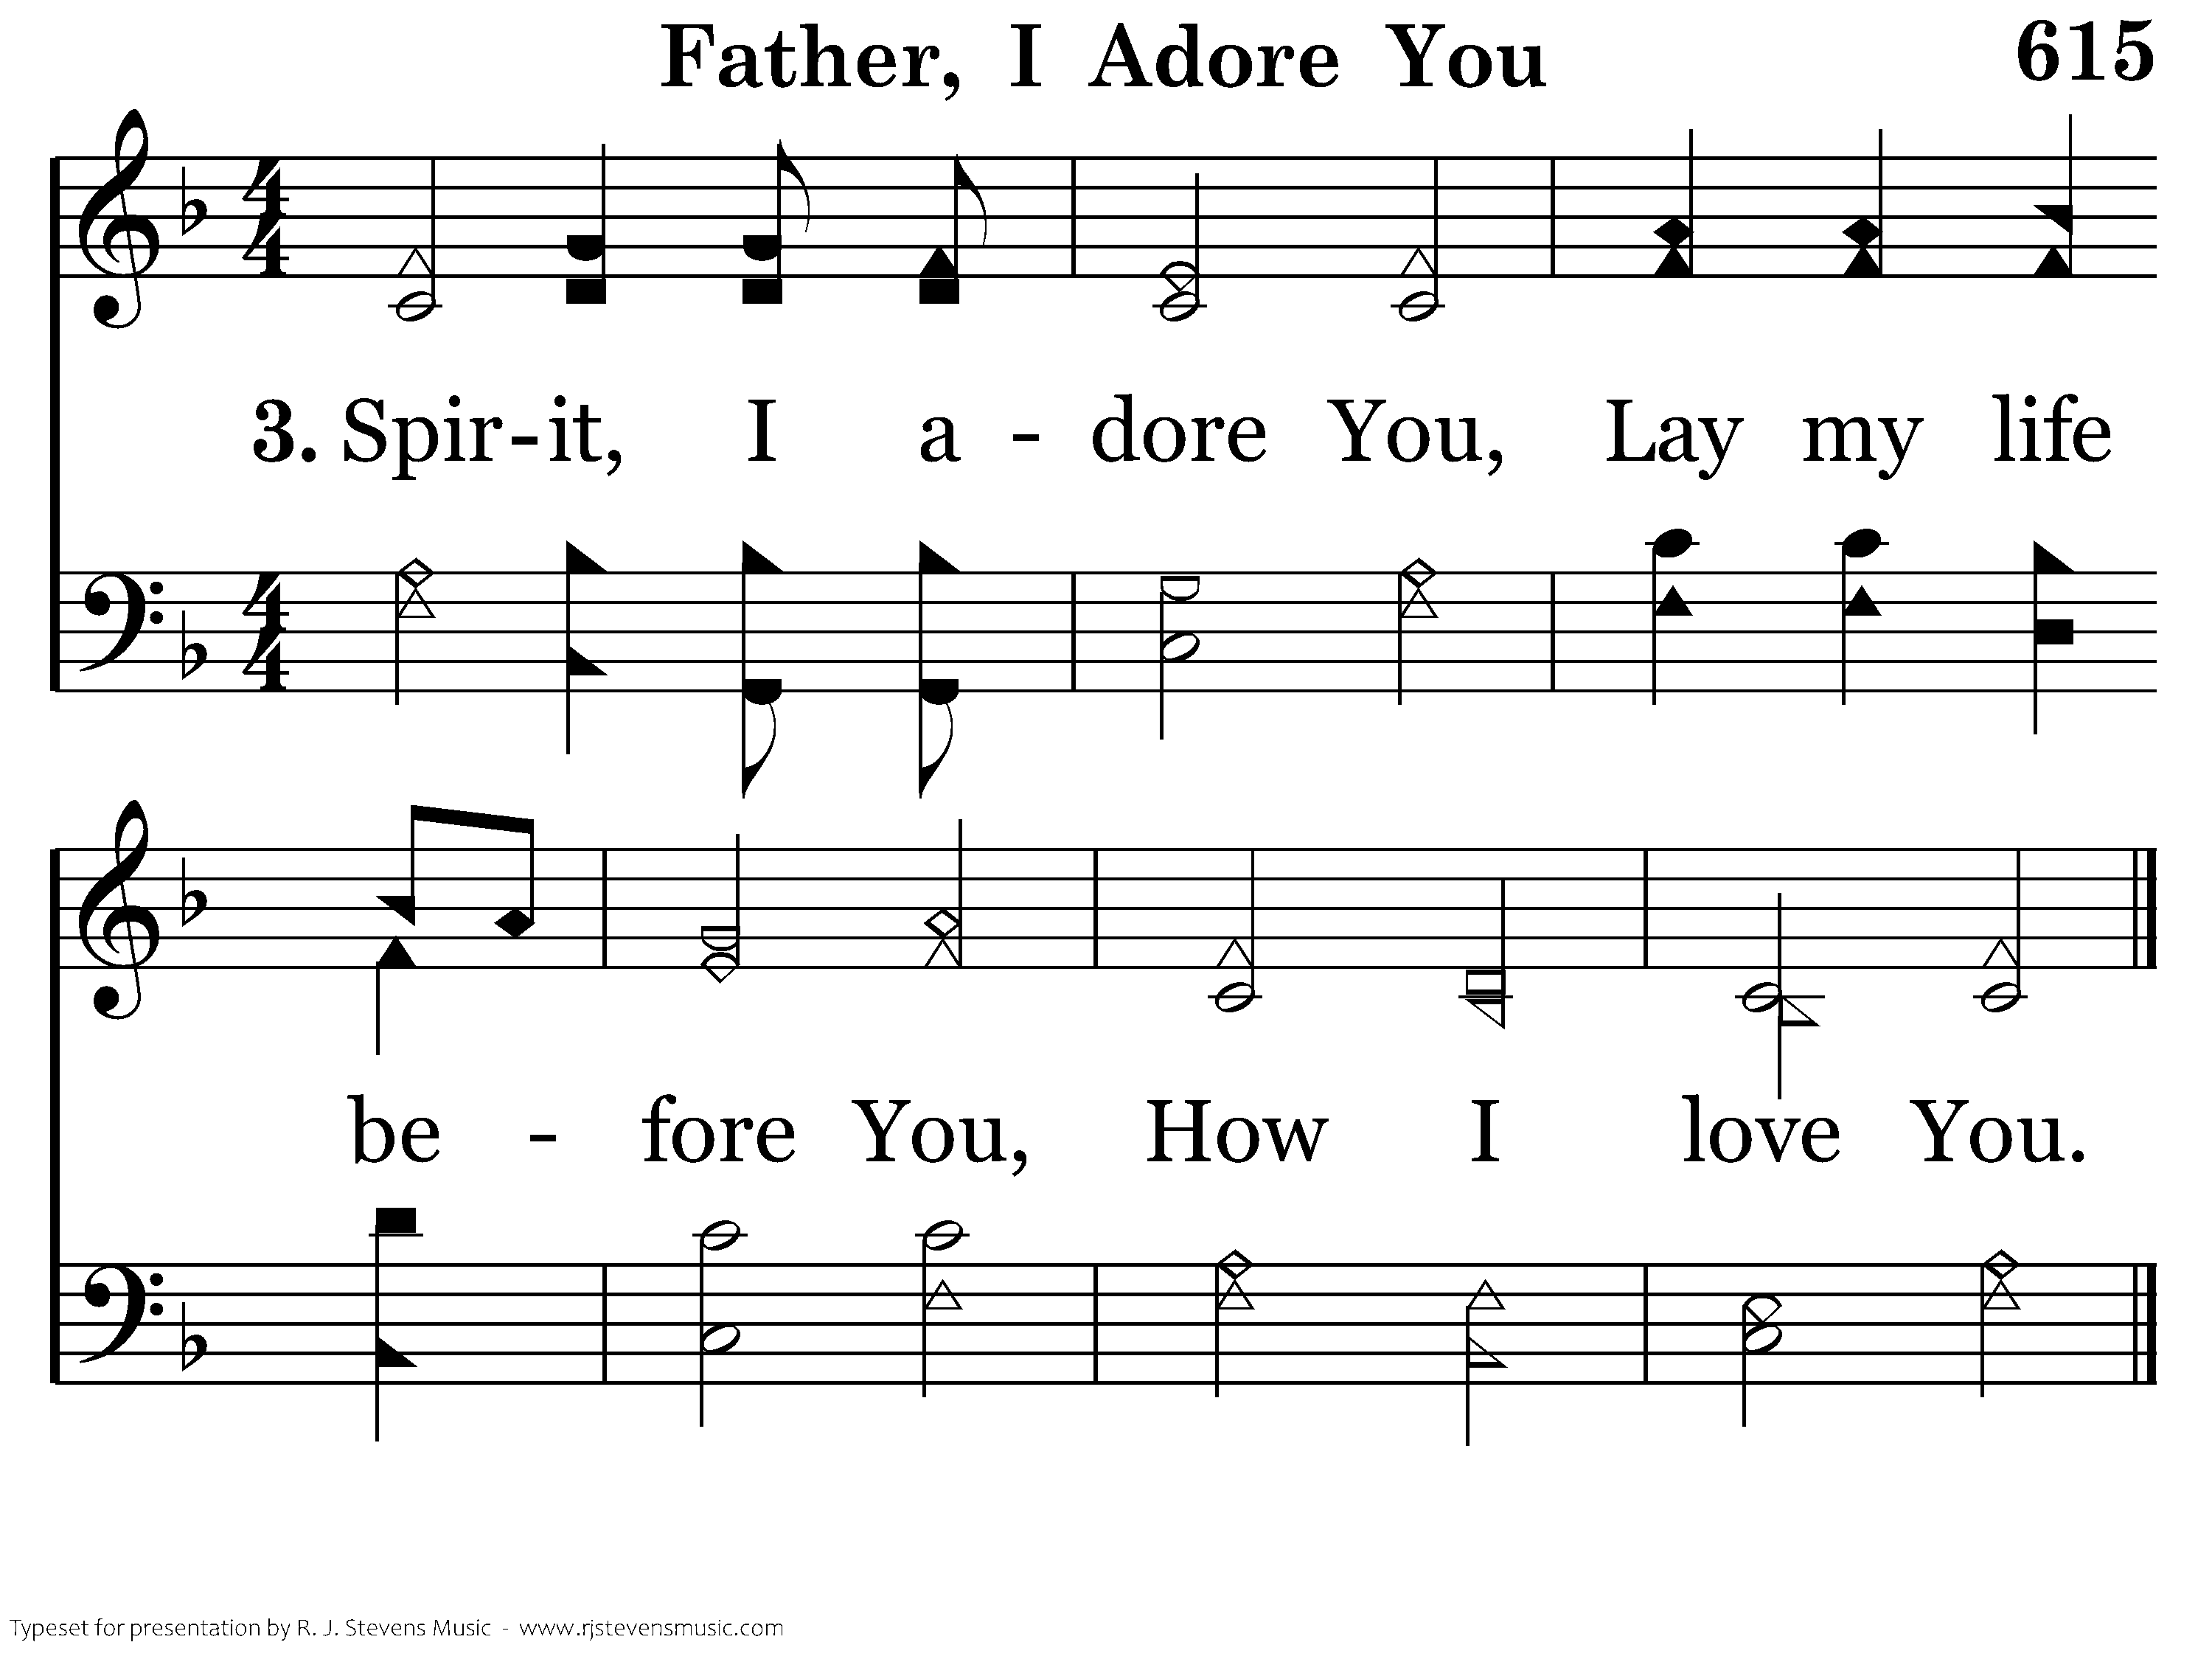 Father, I Adore You 615
3. Spir-it, I a - dore You, Lay my life
be - fore You, How I love You.
Typeset for presentation by R. J. Stevens Music - www.rjstevensmusic.com